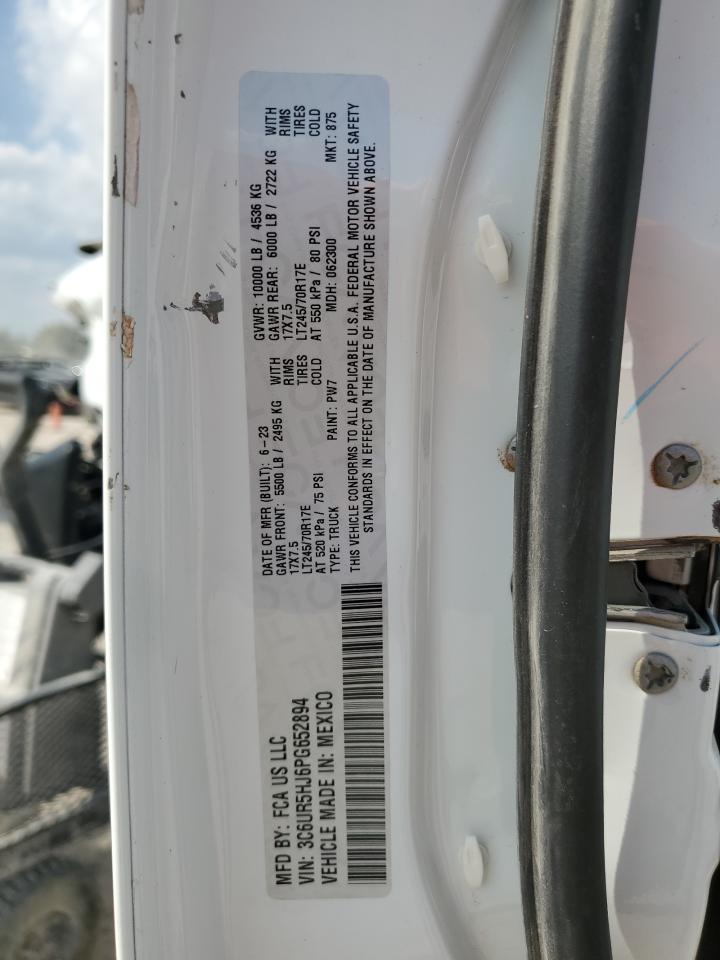 MFD BY: FCA US LLC
VIN: 3C6UR5HJ6PG652894
VEHICLE MADE IN: MEXICO
DATE OF MFR (BUILT): 6-23 GVWR: 10000 LB / 4536 KG
GAWR FRONT: 5500 LB / 2495 KG WITH GAWR REAR: 6000 LB / 2722 KG WITH
17X7.5 RIMS 17X7.5 RIMS
LT245/70R17E TIRES LT245/70R17E TIRES
AT 520 kPa / 75 PSI COLD AT 550 kPa / 80 PSI COLD
TYPE: TRUCK PAINT: PW7 MDH: 062300 MKT: 875
THIS VEHICLE CONFORMS TO ALL APPLICABLE U.S.A. FEDERAL MOTOR VEHICLE SAFETY
STANDARDS IN EFFECT ON THE DATE OF MANUFACTURE SHOWN ABOVE.